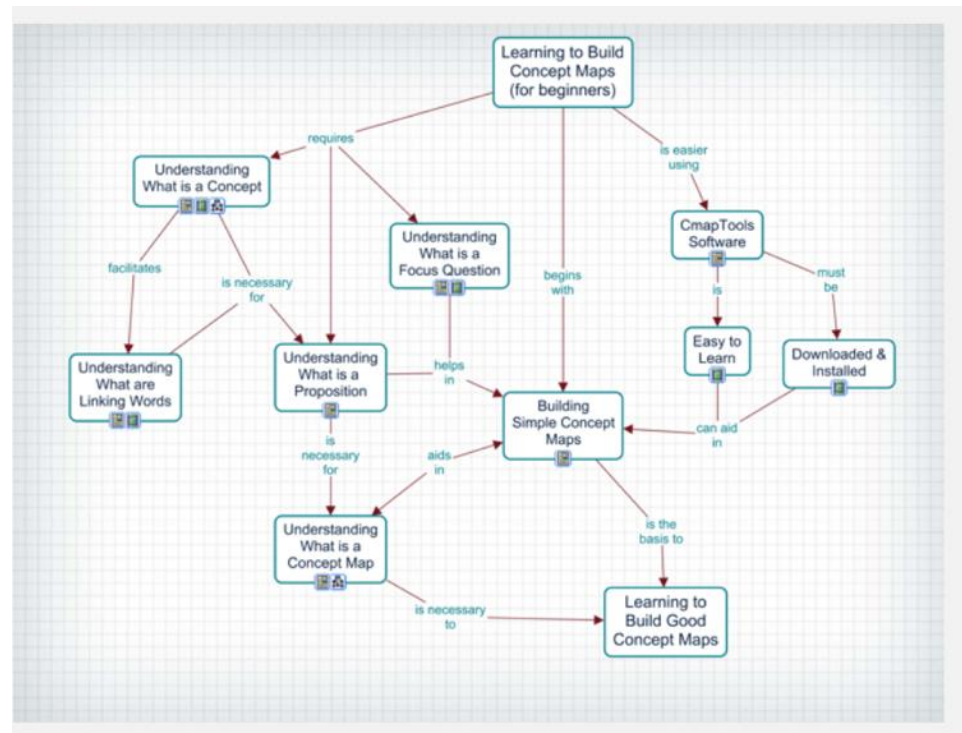 Learning to Build
Concept Maps
(for beginners)
requires
is easier
using
Understanding
What is a Concept
CmapTools
Software
Understanding
What is a
Focus Question
facilitates
is necessary
for
begins
with
is
must
be
Understanding
What are
Linking Words
Understanding
What is a
Proposition
helps
in
Easy to
Learn
Downloaded &
Installed
Building
Simple Concept
Maps
can aid
in
is
necessary
for
aids
in
Understanding
What is a
Concept Map
is the
basis to
is necessary
to
Learning to
Build Good
Concept Maps